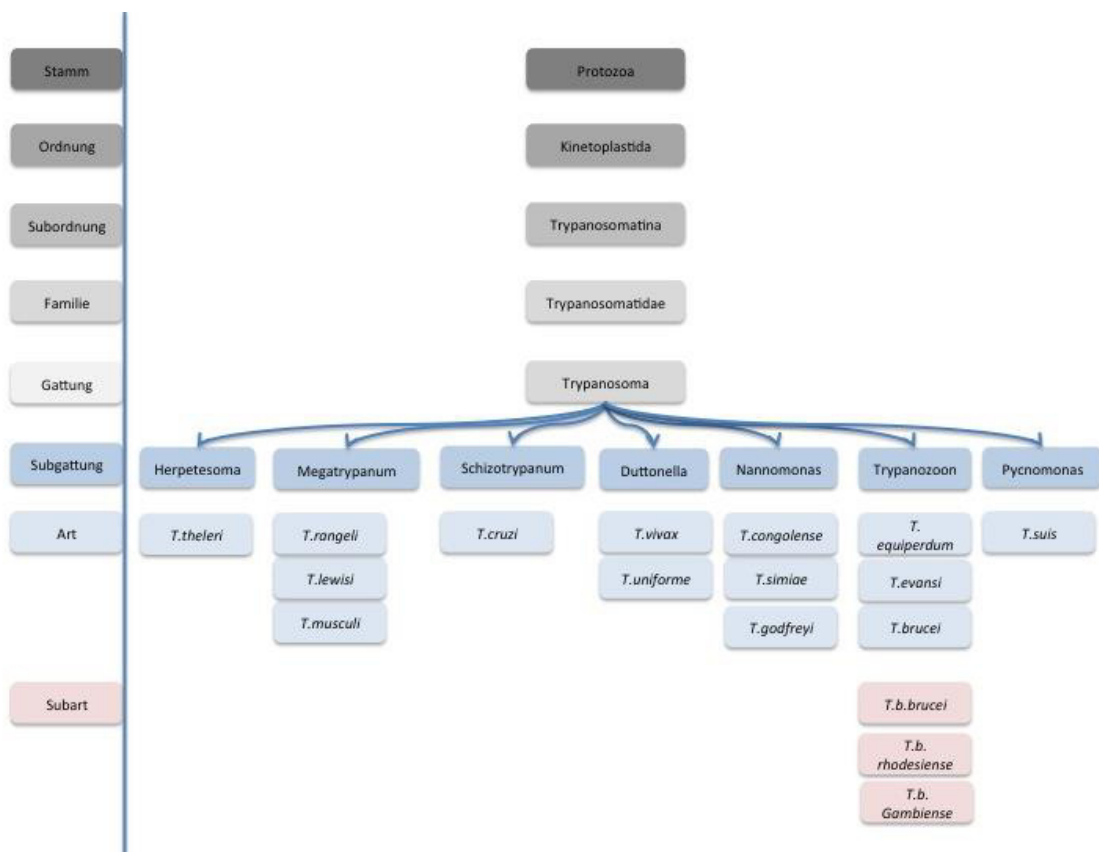 Stamm
Protozoa
Ordnung
Kinetoplastida
Subordnung
Trypanosomatina
Familie
Trypanosomatidae
Gattung
Trypanosoma
Subgattung
Herpetesoma
Megatrypanum
Schizotrypanum
Duttonella
Nannomonas
Trypanozoon
Pycnomonas
Art
T.theleri
T.rangeli
T.cruzi
T.vivax
T.congolense
T.
equiperdum
T.suis
T.lewisi
T.uniforme
T.simiae
T.evansi
T.musculi
T.godfreyi
T.brucei
Subart
T.b.brucei
T.b.
rhodesiense
T.b.
Gambiense